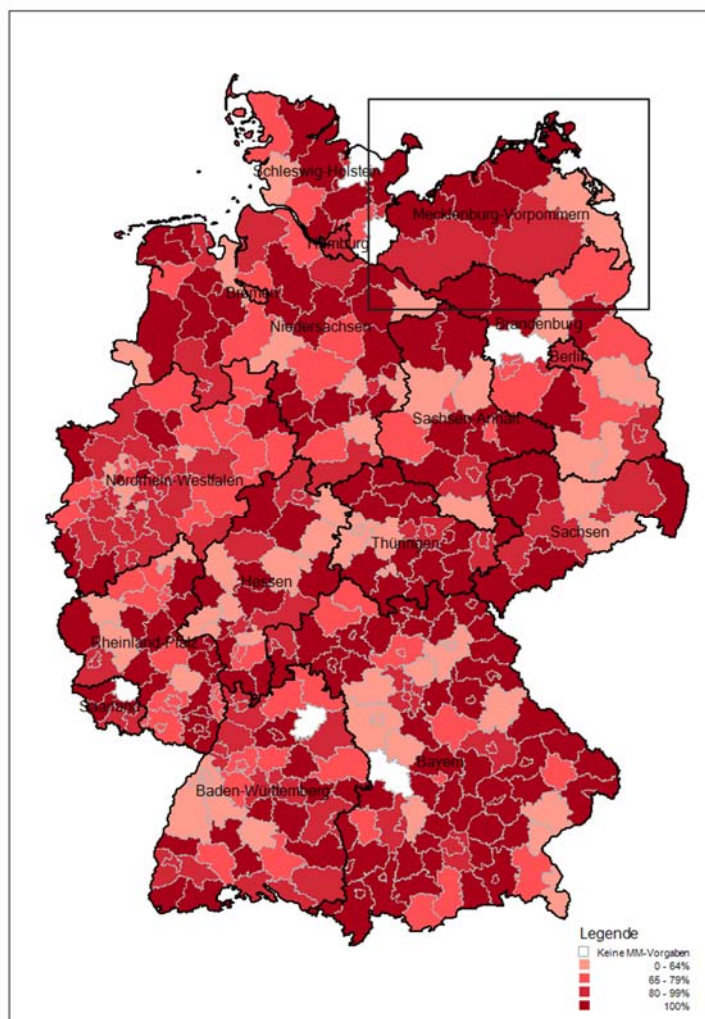 Schleswig-Holstein
Mecklenburg-Vorpommern
Hamburg
Bremen
Niedersachsen
Brandenburg
Berlin
Sachsen-Anhalt
Nordrhein-Westfalen
Sachsen
Thüringen
Hessen
Rheinland-Pfalz
Saarland
Bayern
Baden-Württemberg
Legende
Keine MM-Vorgaben
0 - 64%
65 - 79%
80 - 99%
100%